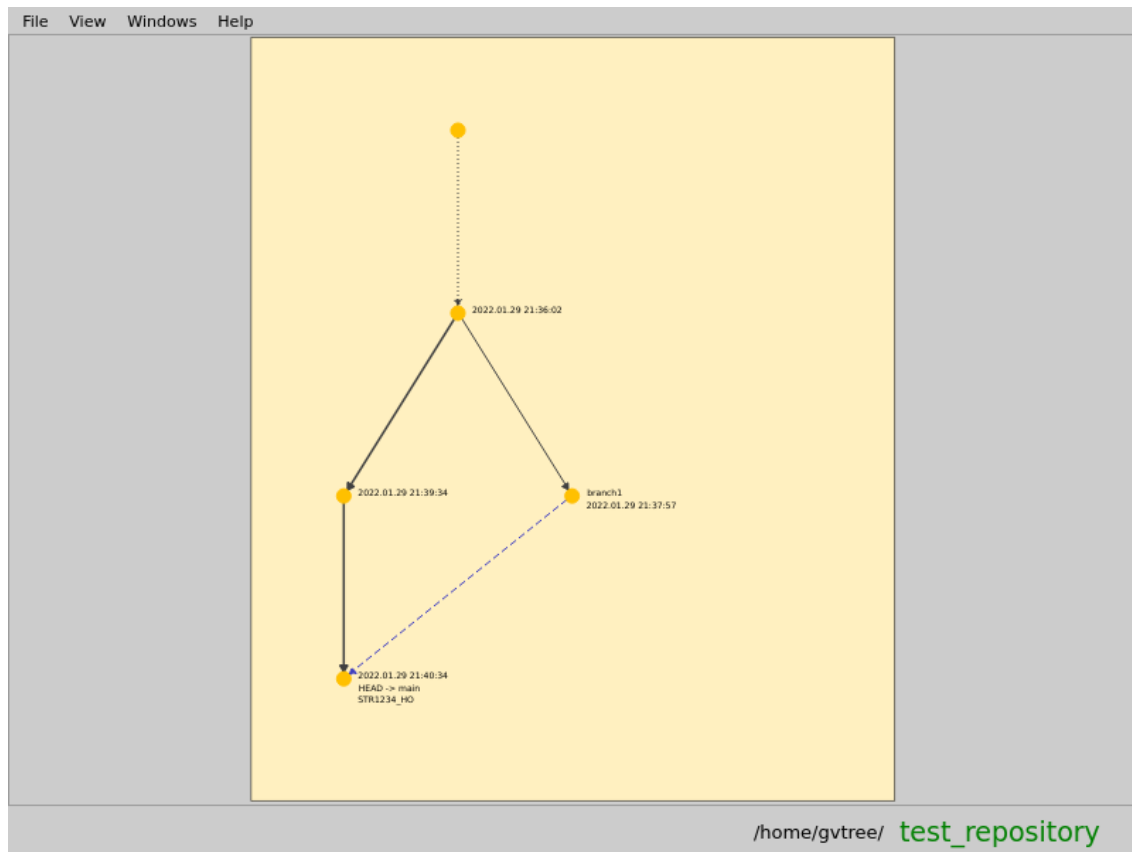 File View Windows Help
2022.01.29 21:36:02
2022.01.29 21:39:34
branch1
2022.01.29 21:37:57
2022.01.29 21:40:34
HEAD -> main
STR1234_HO
/home/gvtree/ test_repository